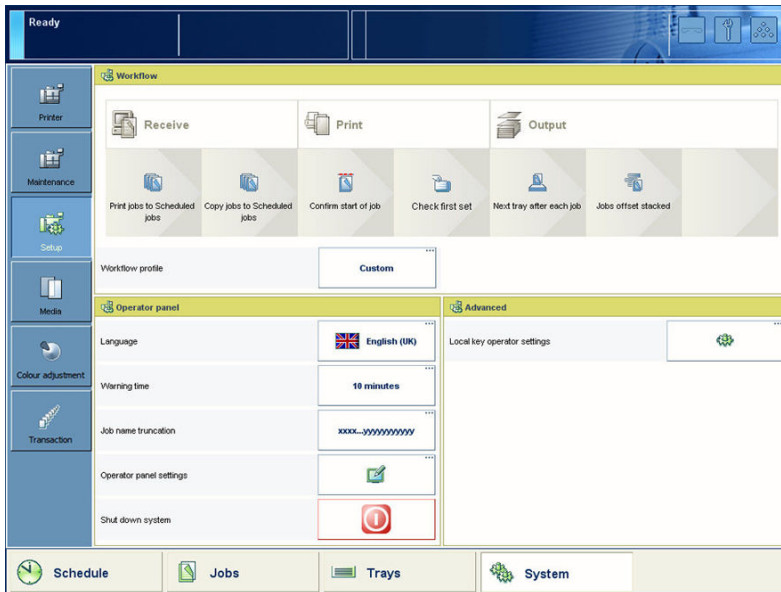 Ready
Printer
Maintenance
Setup
Media
Colour adjustment
Transaction
Workflow
Receive
Print
Output
Print jobs to Scheduled
jobs
Copy jobs to Scheduled
jobs
Confirm start of job
Check first set
Next tray after each job
Jobs offset stacked
Workflow profile
Custom
Operator panel
Language
English (UK)
Warning time
10 minutes
Job name truncation
xxxx...yyyyyyyyyyy
Operator panel settings
Shut down system
Advanced
Local key operator settings
Schedule
Jobs
Trays
System